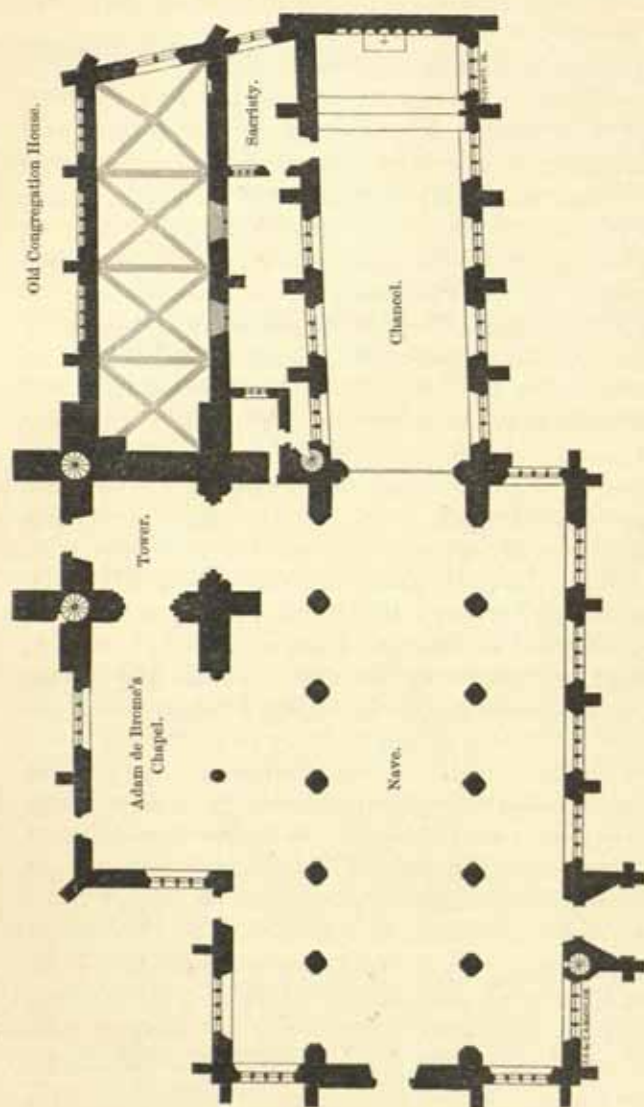 Old Congregation House.
Sacristy.
Chancel.
Tower.
Adam de Brome's
Chapel.
Nave.